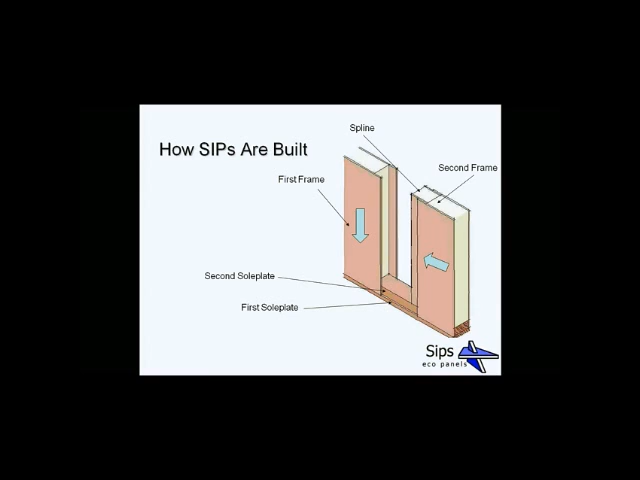 How SIPs Are Built
Spline
Second Frame
First Frame
Second Soleplate
First Soleplate
Sips
eco panels